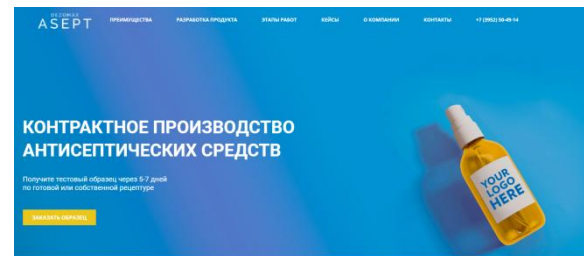 DEZOMAX
ASEPT
ПРЕИМУЩЕСТВА
РАЗРАБОТКА ПРОДУКТА
ЭТАПЫ РАБОТ
КЕЙСЫ
О КОМПАНИИ
КОНТАКТЫ
+7 (3952) 50-49-14
КОНТРАКТНОЕ ПРОИЗВОДСТВО
АНТИСЕПТИЧЕСКИХ СРЕДСТВ
Получите тестовый образец через 5-7 дней
по готовой или собственной рецептуре
ЗАКАЗАТЬ ОБРАЗЕЦ
YOUR
LOGO
HERE